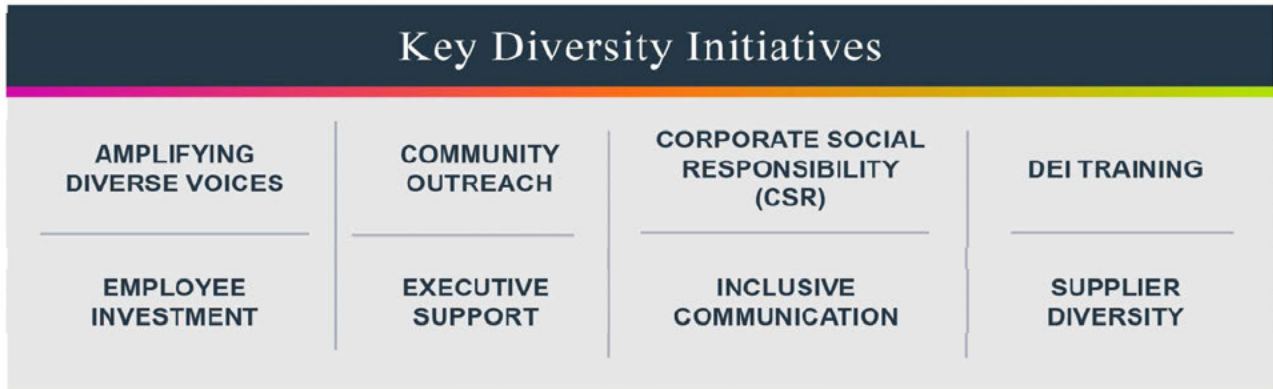 Key Diversity Initiatives
AMPLIFYING
DIVERSE VOICES
COMMUNITY
OUTREACH
CORPORATE SOCIAL
RESPONSIBILITY
(CSR)
DEI TRAINING
EMPLOYEE
INVESTMENT
EXECUTIVE
SUPPORT
INCLUSIVE
COMMUNICATION
SUPPLIER
DIVERSITY